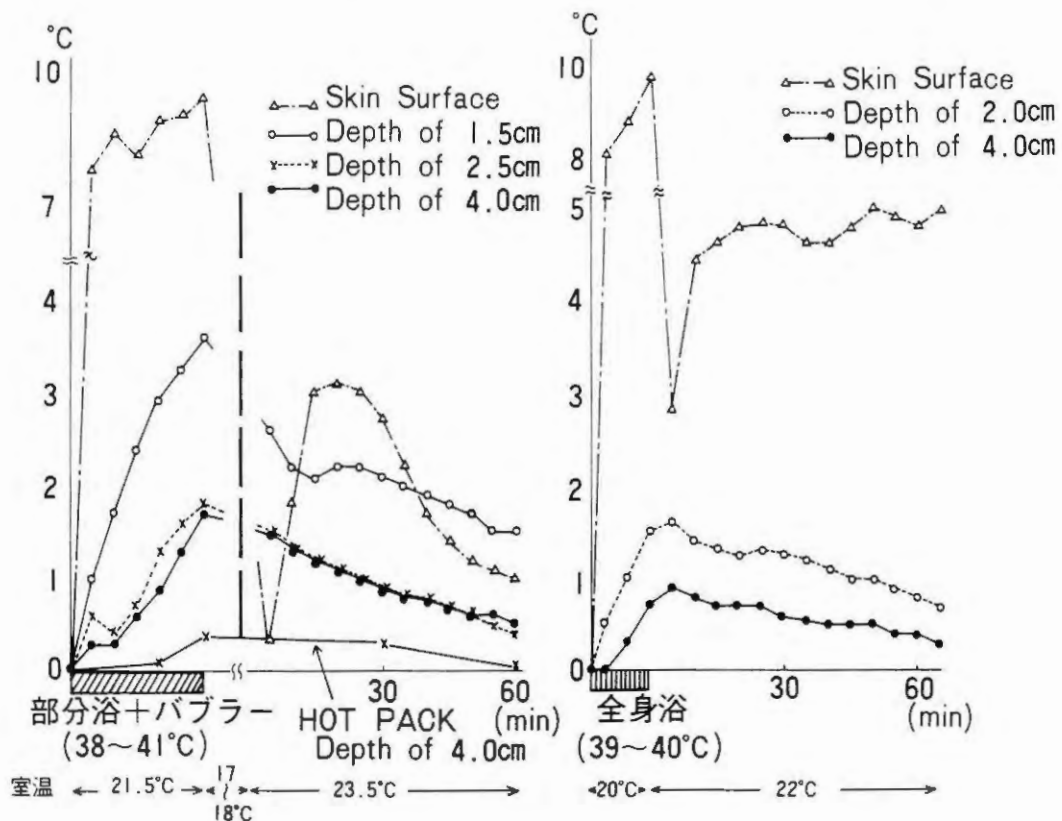 °C
10
7
4
3
2
1
0
Skin Surface
Depth of 1.5cm
Depth of 2.5cm
Depth of 4.0cm
30
60
(min)
部分浴+バブラー
(38~41°C)
HOT PACK
Depth of 4.0cm
室温
21.5°C
17
~
18°C
23.5°C
°C
10
8
5
4
3
2
1
0
Skin Surface
Depth of 2.0cm
Depth of 4.0cm
30
60
(min)
全身浴
(39~40°C)
20°C
22°C